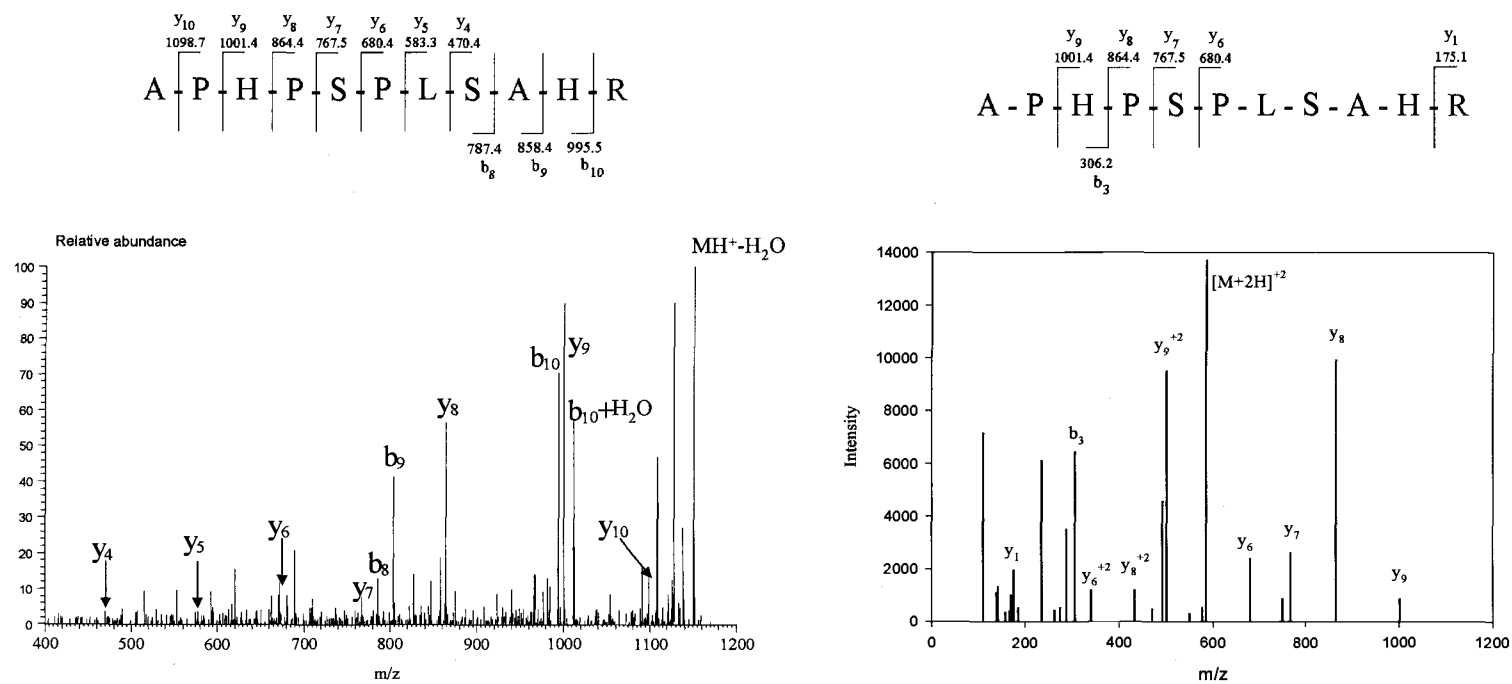 y10 y9 y8 y7 y6 y5 y4
1098.7 1001.4 864.4 767.5 680.4 583.3 470.4
A-P-H-P-S-P-L-S-A-H-R
787.4 858.4 995.5
b8 b9 b10
Relative abundance
MH+-H2O
100
90
80
70
60
50
40
30
20
10
0
b10 y9
b10+H2O
y8
b9
y10
y6
y4 y5
b8
y7
400 500 600 700 800 900 1000 1100 1200
m/z
y9 y8 y7 y6 y1
1001.4 864.4 767.5 680.4 175.1
A-P-H-P-S-P-L-S-A-H-R
306.2
b3
14000
12000
10000
8000
6000
4000
2000
0
Intensity
[M+2H]+2
y9+2
y8
b3
y1
y6+2
y8+2
y6
y7
y9
0 200 400 600 800 1000 1200
m/z